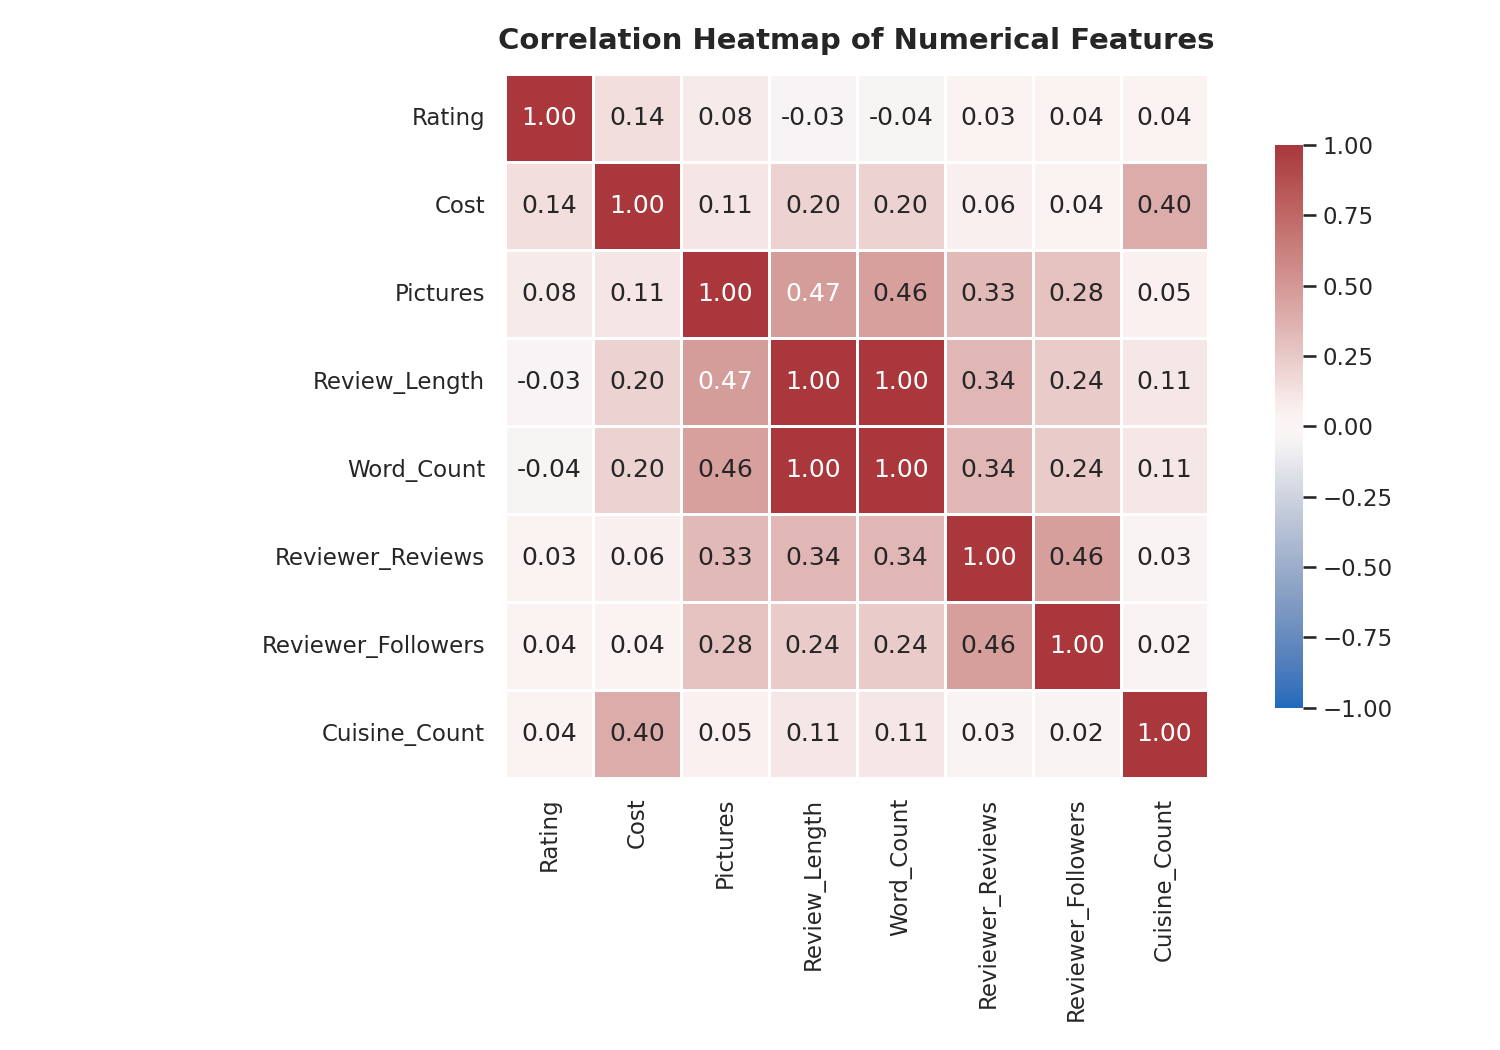 Correlation Heatmap of Numerical Features
Rating 1.00 0.14 0.08 -0.03 -0.04 0.03 0.04 0.04
Cost 0.14 1.00 0.11 0.20 0.20 0.06 0.04 0.40
Pictures 0.08 0.11 1.00 0.47 0.46 0.33 0.28 0.05
Review_Length -0.03 0.20 0.47 1.00 1.00 0.34 0.24 0.11
Word_Count -0.04 0.20 0.46 1.00 1.00 0.34 0.24 0.11
Reviewer_Reviews 0.03 0.06 0.33 0.34 0.34 1.00 0.46 0.03
Reviewer_Followers 0.04 0.04 0.28 0.24 0.24 0.46 1.00 0.02
Cuisine_Count 0.04 0.40 0.05 0.11 0.11 0.03 0.02 1.00
Rating
Cost
Pictures
Review_Length
Word_Count
Reviewer_Reviews
Reviewer_Followers
Cuisine_Count
1.00
0.75
0.50
0.25
0.00
−0.25
−0.50
−0.75
−1.00